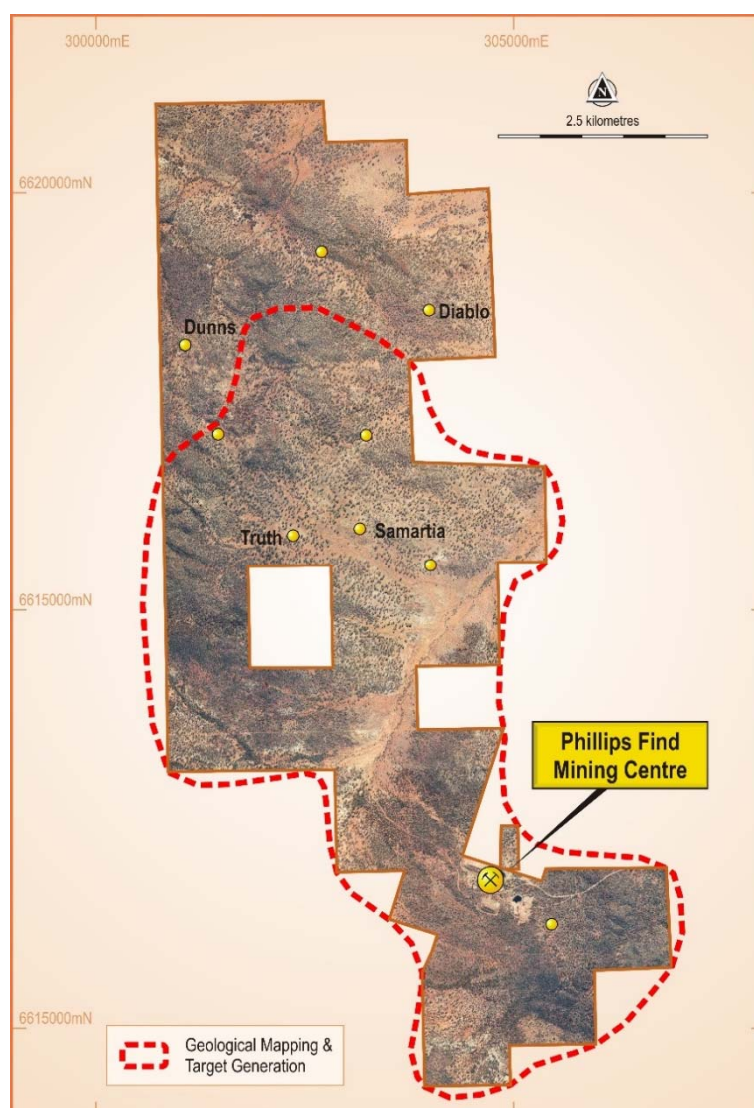 300000mE
305000mE
N
2.5 kilometres
6620000mN
Diablo
Dunns
Truth
Samartia
6615000mN
Phillips Find
Mining Centre
6615000mN
Geological Mapping &
Target Generation